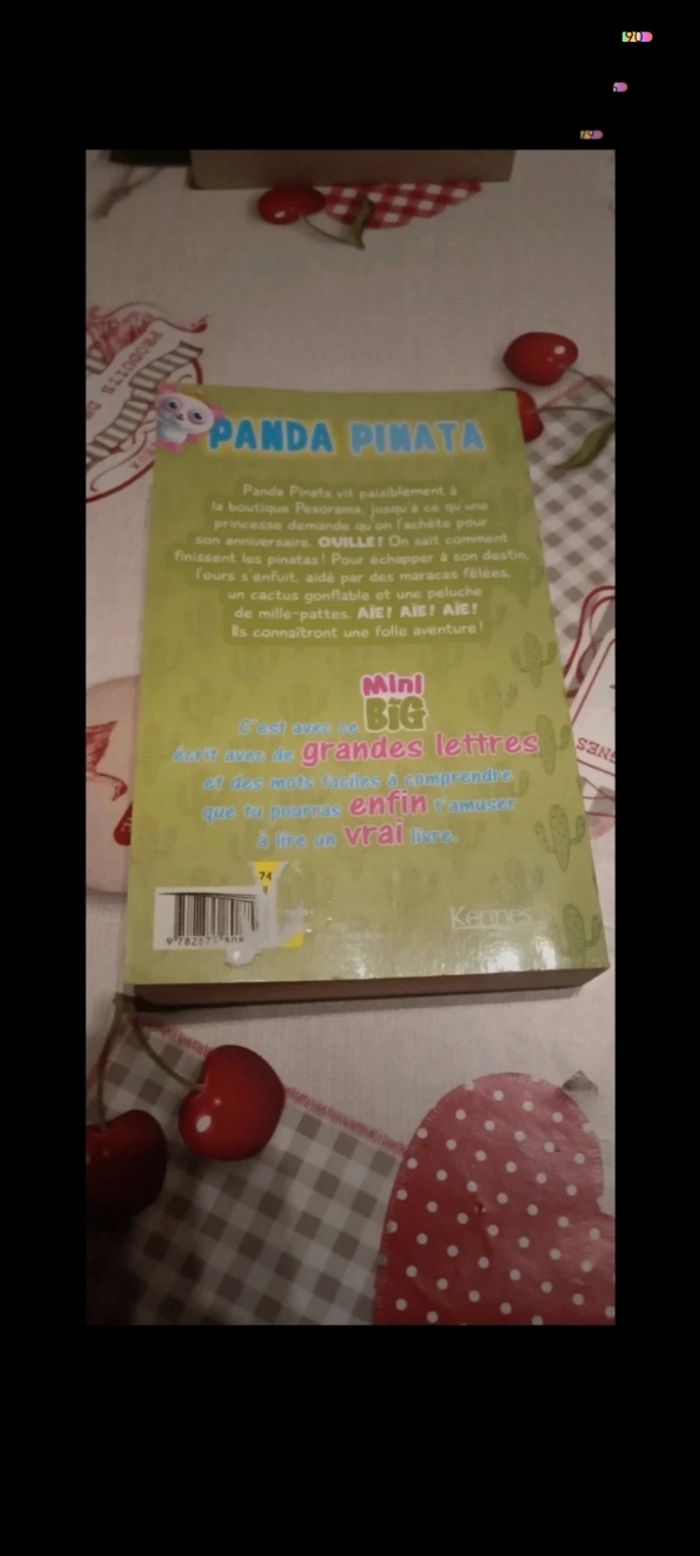 90
79
PRODUITS DE
PANDA PINATA
Panda Pinata vit paisiblement à
la boutique Pesorama, jusqu'à ce qu'une
princesse demande qu'on l'achète pour
son anniversaire. OUILLE! On sait comment
finissent les pinatas! Pour échapper à son destin,
l'ours s'enfuit, aidé par des maracas fêlées,
un cactus gonflable et une peluche
de mille-pattes. AÏE! AÏE! AÏE!
Ils connaîtront une folle aventure!
Mini
BIG
C'est avec ce
écrit avec de grandes lettres
et des mots faciles à comprendre
que tu pourras enfin t'amuser
à lire un vrai livre.
74
Kennes